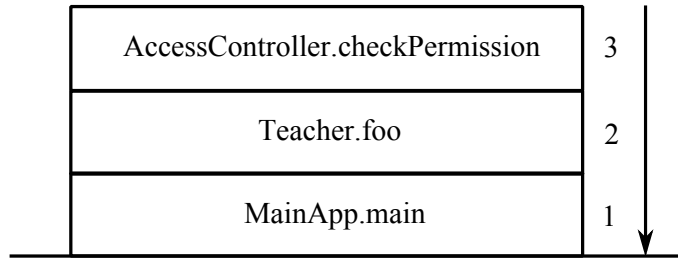 AccessController.checkPermission 3
Teacher.foo 2
MainApp.main 1